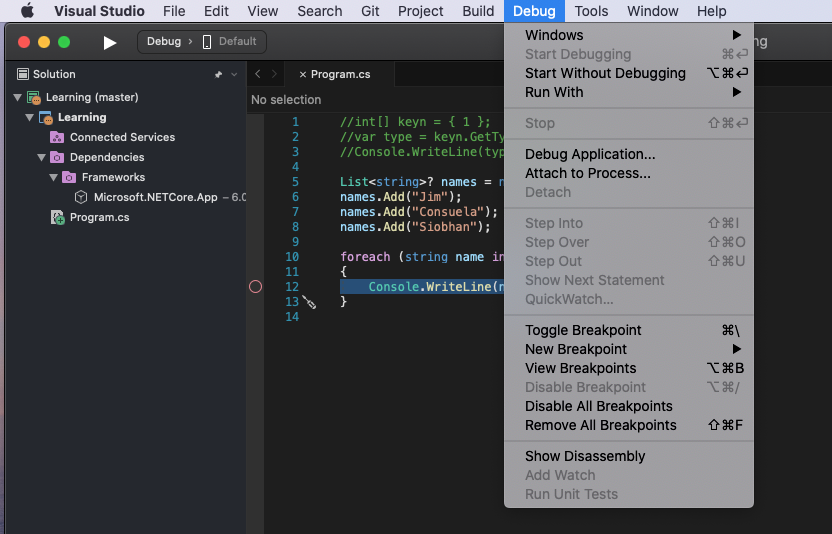 Visual Studio File Edit View Search Git Project Build Debug Tools Window Help
Debug › Default
ng
Solution
Learning (master)
Learning
Connected Services
Dependencies
Frameworks
Microsoft.NETCore.App – 6.0
Program.cs
× Program.cs
No selection
1 //int[] keyn = { 1 };
2 //var type = keyn.GetTy
3 //Console.WriteLine(typ
4
5 List<string>? names = n
6 names.Add("Jim");
7 names.Add("Consuela");
8 names.Add("Siobhan");
9
10 foreach (string name in
11 {
12 Console.WriteLine(n
13 }
14
Windows
Start Debugging ⌘↩
Start Without Debugging ⌥⌘↩
Run With
Stop ⇧⌘↩
Debug Application...
Attach to Process...
Detach
Step Into ⇧⌘I
Step Over ⇧⌘O
Step Out ⇧⌘U
Show Next Statement
QuickWatch...
Toggle Breakpoint ⌘\
New Breakpoint
View Breakpoints ⌥⌘B
Disable Breakpoint ⌥⌘/
Disable All Breakpoints
Remove All Breakpoints ⇧⌘F
Show Disassembly
Add Watch
Run Unit Tests